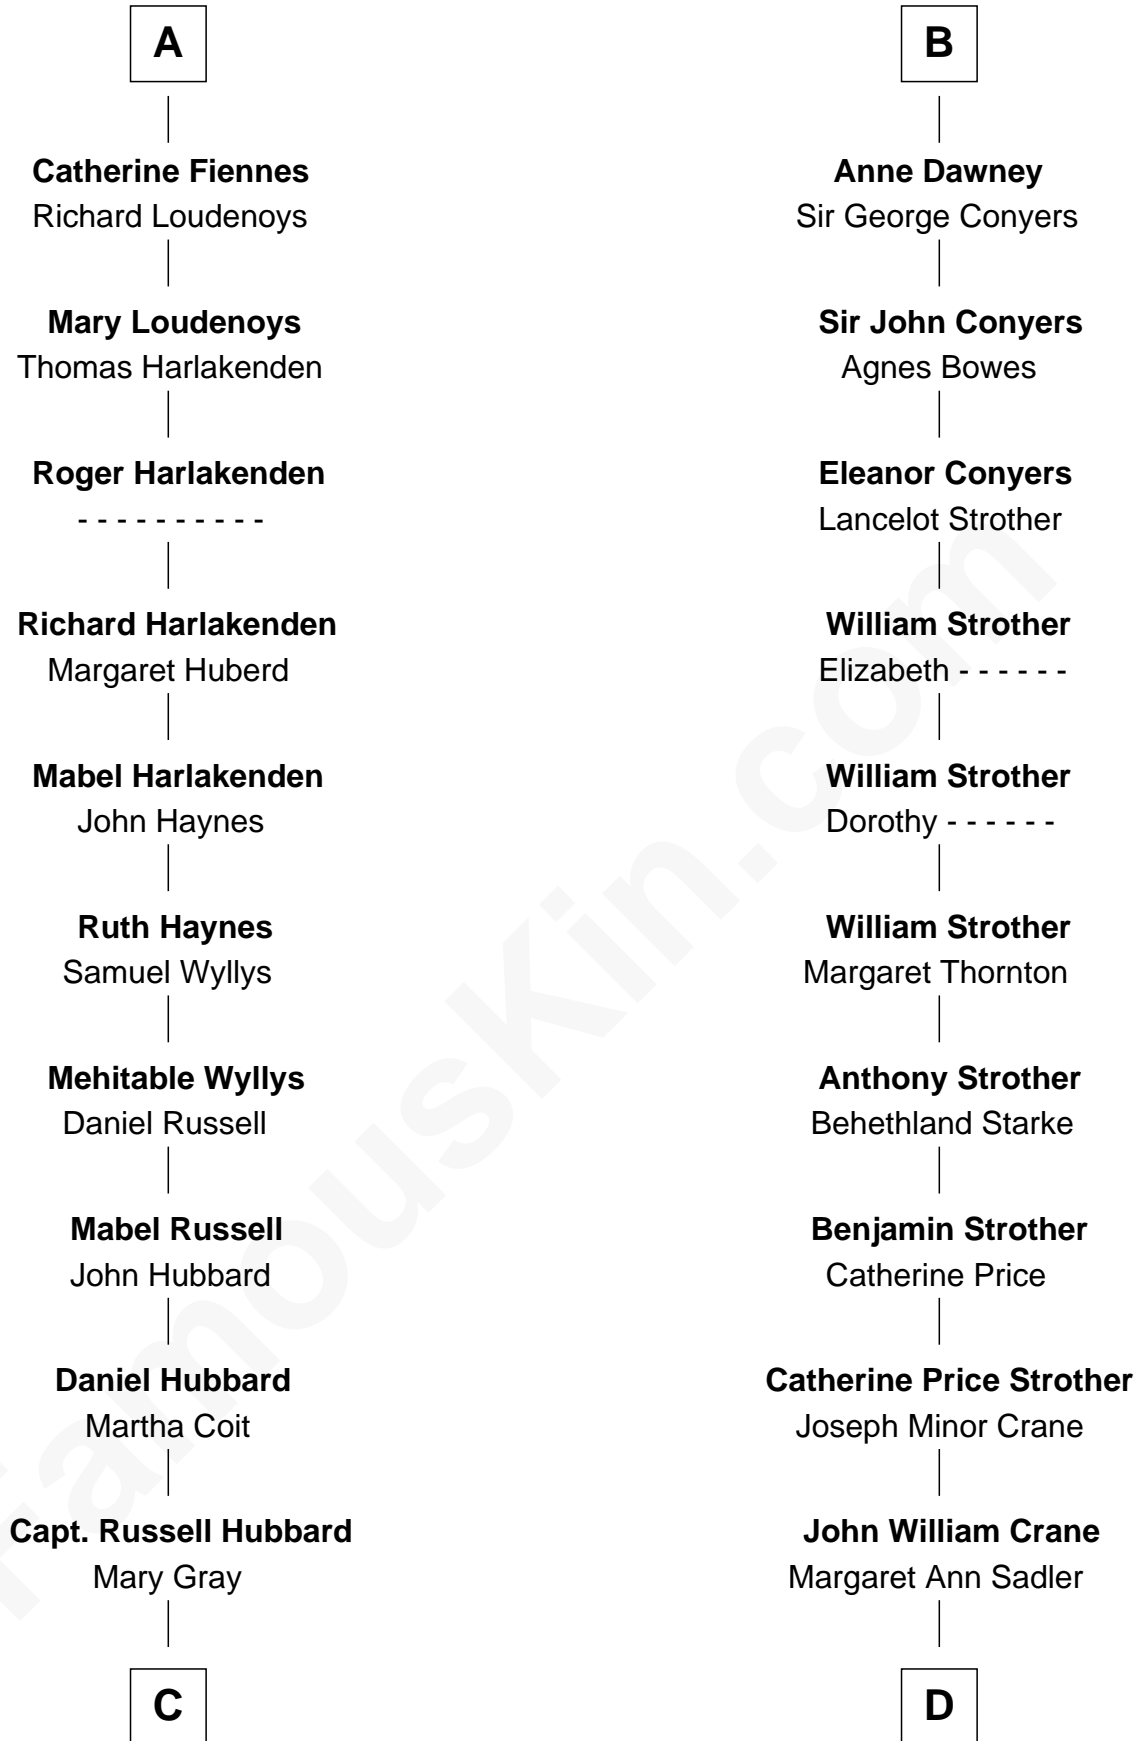 A
Catherine Fiennes
Richard Loudenoys
Mary Loudenoys
Thomas Harlakenden
Roger Harlakenden
- - - - - - - - - -
Richard Harlakenden
Margaret Huberd
Mabel Harlakenden
John Haynes
Ruth Haynes
Samuel Wyllys
Mehitable Wyllys
Daniel Russell
Mabel Russell
John Hubbard
Daniel Hubbard
Martha Coit
Capt. Russell Hubbard
Mary Gray
C
B
Anne Dawney
Sir George Conyers
Sir John Conyers
Agnes Bowes
Eleanor Conyers
Lancelot Strother
William Strother
Elizabeth - - - - - -
William Strother
Dorothy - - - - - -
William Strother
Margaret Thornton
Anthony Strother
Behethland Starke
Benjamin Strother
Catherine Price
Catherine Price Strother
Joseph Minor Crane
John William Crane
Margaret Ann Sadler
D
FamousKin.com